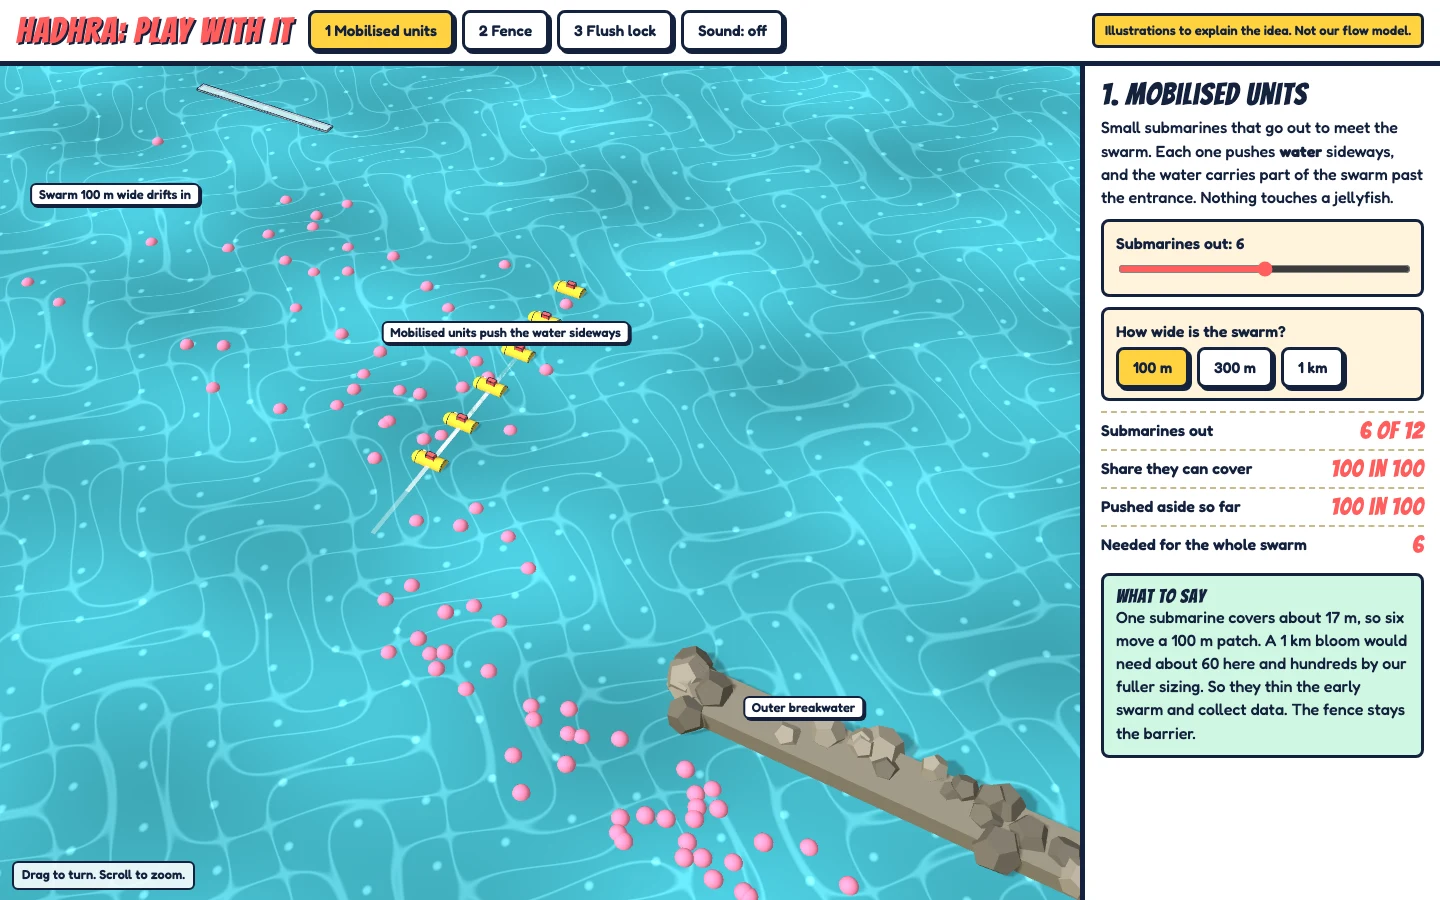 HADHRA: PLAY WITH IT
1 Mobilised units
2 Fence
3 Flush lock
Sound: off
Illustrations to explain the idea. Not our flow model.
Swarm 100 m wide drifts in
Mobilised units push the water sideways
Outer breakwater
Drag to turn. Scroll to zoom.
1. MOBILISED UNITS
Small submarines that go out to meet the
swarm. Each one pushes water sideways,
and the water carries part of the swarm past
the entrance. Nothing touches a jellyfish.
Submarines out: 6
How wide is the swarm?
100 m
300 m
1 km
Submarines out 6 OF 12
Share they can cover 100 IN 100
Pushed aside so far 100 IN 100
Needed for the whole swarm 6
WHAT TO SAY
One submarine covers about 17 m, so six
move a 100 m patch. A 1 km bloom would
need about 60 here and hundreds by our
fuller sizing. So they thin the early
swarm and collect data. The fence stays
the barrier.